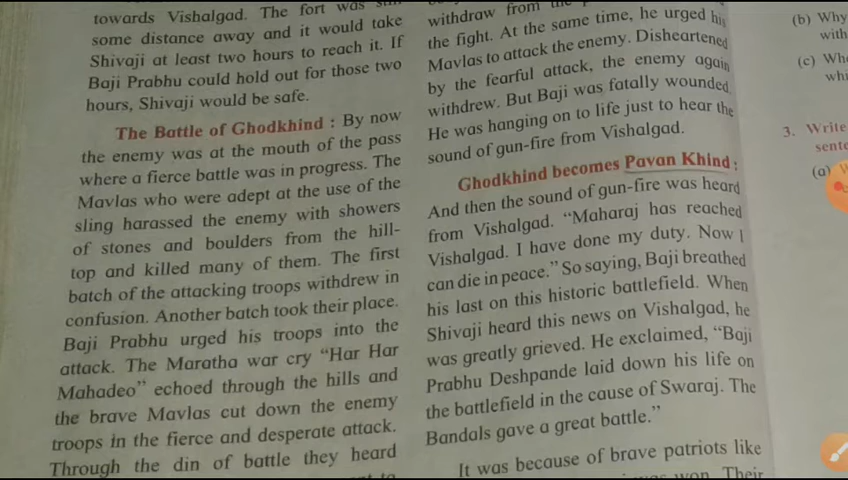 towards Vishalgad. The fort was still
some distance away and it would take
Shivaji at least two hours to reach it. If
Baji Prabhu could hold out for those two
hours, Shivaji would be safe.
The Battle of Ghodkhind : By now
the enemy was at the mouth of the pass
where a fierce battle was in progress. The
Mavlas who were adept at the use of the
sling harassed the enemy with showers
of stones and boulders from the hill-
top and killed many of them. The first
batch of the attacking troops withdrew in
confusion. Another batch took their place.
Baji Prabhu urged his troops into the
attack. The Maratha war cry “Har Har
Mahadeo” echoed through the hills and
the brave Mavlas cut down the enemy
troops in the fierce and desperate attack.
Through the din of battle they heard
withdraw from the
the fight. At the same time, he urged his
Mavlas to attack the enemy. Disheartened
by the fearful attack, the enemy again
withdrew. But Baji was fatally wounded.
He was hanging on to life just to hear the
sound of gun-fire from Vishalgad.
Ghodkhind becomes Pavan Khind :
And then the sound of gun-fire was heard
from Vishalgad. “Maharaj has reached
Vishalgad. I have done my duty. Now I
can die in peace.” So saying, Baji breathed
his last on this historic battlefield. When
Shivaji heard this news on Vishalgad, he
was greatly grieved. He exclaimed, “Baji
Prabhu Deshpande laid down his life on
the battlefield in the cause of Swaraj. The
Bandals gave a great battle.”
It was because of brave patriots like
was won. Their
(b) Why
with
(c)
3. Write
(a)